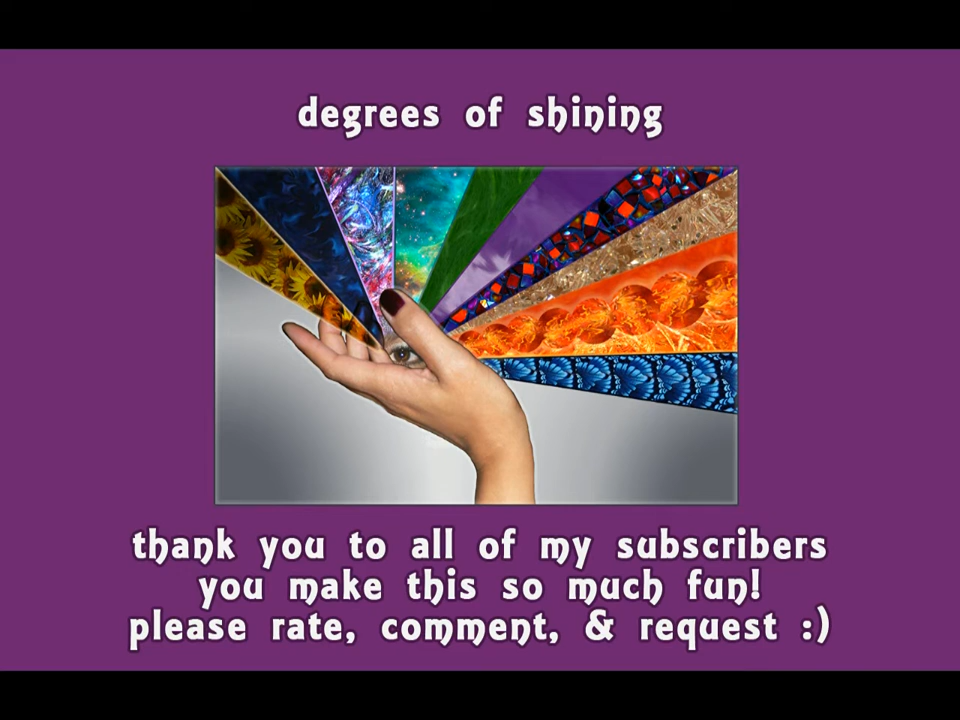 degrees of shining
thank you to all of my subscribers
you make this so much fun!
please rate, comment, & request :)